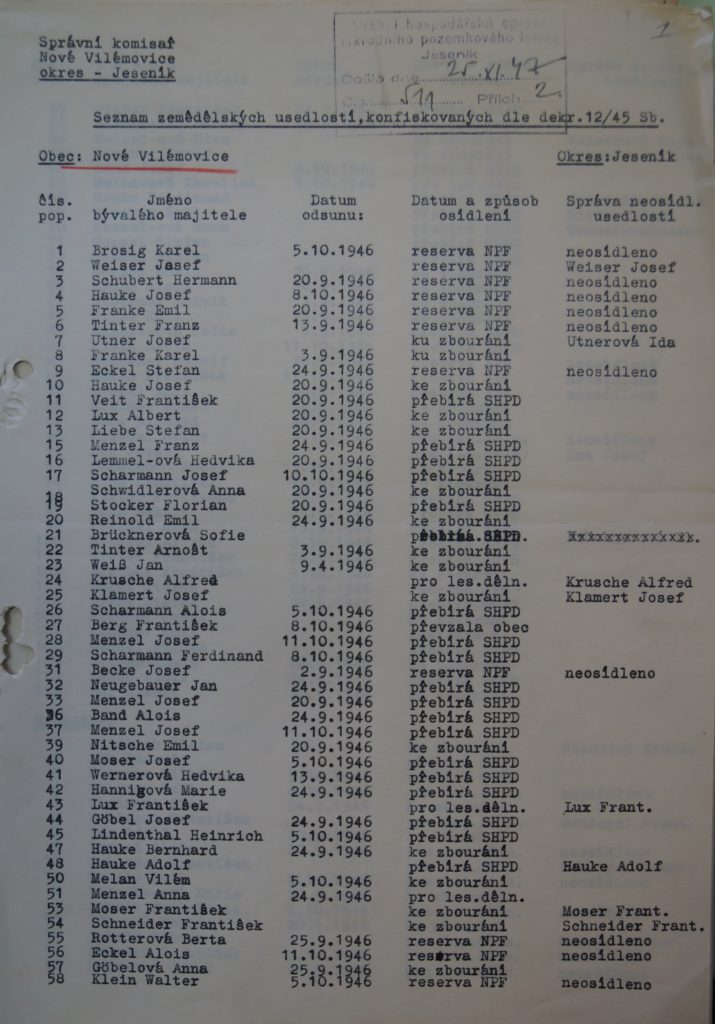 1
Vrchní hospodářská správa
Národního pozemkového fondu
Jeseník
Došlo dne 25.XI.47
511 Příloh 2.
Správní komisař
Nové Vilémovice
okres - Jeseník
Seznam zemědělských usedlostí,konfiskovaných dle dekr.12/45 Sb.
Obec: Nové Vilémovice Okres:Jeseník
čis. Jméno Datum Datum a způsob Správa neosidl.
pop. bývalého majitele odsunu: osídlení usedlostí
1 Brosig Karel 5.10.1946 reserva NPF neosídleno
2 Weiser Jasef reserva NPF Weiser Josef
3 Schubert Hermann 20.9.1946 reserva NPF neosídleno
4 Hauke Josef 8.10.1946 reserva NPF neosídleno
5 Franke Emil 20.9.1946 reserva NPF neosídleno
6 Tinter Franz 13.9.1946 reserva NPF neosídleno
7 Utner Josef ku zbourání Utnerová Ida
8 Franke Karel 3.9.1946 ku zbourání
9 Eckel Stefan 24.9.1946 reserva NPF neosídleno
10 Hauke Josef 20.9.1946 ke zbourání
11 Veit František 20.9.1946 přebírá SHPD
12 Lux Albert 20.9.1946 ke zbourání
13 Liebe Stefan 20.9.1946 ke zbourání
15 Menzel Franz 24.9.1946 přebírá SHPD
16 Lemmel-ová Hedvika 20.9.1946 přebírá SHPD
17 Scharmann Josef 10.10.1946 přebírá SHPD
18 Schwidlerová Anna 20.9.1946 ke zbourání
19 Stocker Florian 20.9.1946 přebírá SHPD
20 Reinold Emil 24.9.1946 ke zbourání
21 Brücknerová Sofie přebírá SHPD.
22 Tinter Arnošt 3.9.1946 ke zbourání
23 Weiß Jan 9.4.1946 ke zbourání
24 Krusche Alfred pro les.děln. Krusche Alfred
25 Klamert Josef ke zbourání Klamert Josef
26 Scharmann Alois 5.10.1946 přebírá SHPD
27 Berg František 8.10.1946 převzala obec
28 Menzel Josef 11.10.1946 přebírá SHPD
29 Scharmann Ferdinand 8.10.1946 přebírá SHPD
31 Becke Josef 2.9.1946 reserva NPF neosídleno
32 Neugebauer Jan 24.9.1946 přebírá SHPD
33 Menzel Josef 20.9.1946 přebírá SHPD
36 Band Alois 24.9.1946 přebírá SHPD
37 Menzel Josef 11.10.1946 přebírá SHPD
39 Nitsche Emil 20.9.1946 ke zbourání
40 Moser Josef 5.10.1946 přebírá SHPD
41 Wernerová Hedvika 13.9.1946 přebírá SHPD
42 Hannigová Marie 24.9.1946 přebírá SHPD
43 Lux František pro les.děln. Lux Frant.
44 Göbel Josef 24.9.1946 přebírá SHPD
45 Lindenthal Heinrich 5.10.1946 přebírá SHPD
47 Hauke Bernhard 24.9.1946 ke zbourání
48 Hauke Adolf přebírá SHPD Hauke Adolf
50 Melan Vilém 5.10.1946 ke zbourání
51 Menzel Anna 24.9.1946 pro les.děln.
53 Moser František ke zbourání Moser Frant.
54 Schneider František ke zbourání Schneider Frant.
55 Rotterová Berta 25.9.1946 reserva NPF neosídleno
56 Eckel Alois 11.10.1946 reserva NPF neosídleno
57 Göbelová Anna 25.9.1946 ke zbourání
58 Klein Walter 5.10.1946 reserva NPF neosídleno